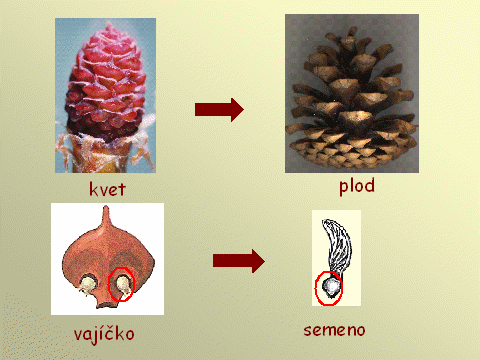 kvet
plod
vajíčko
semeno